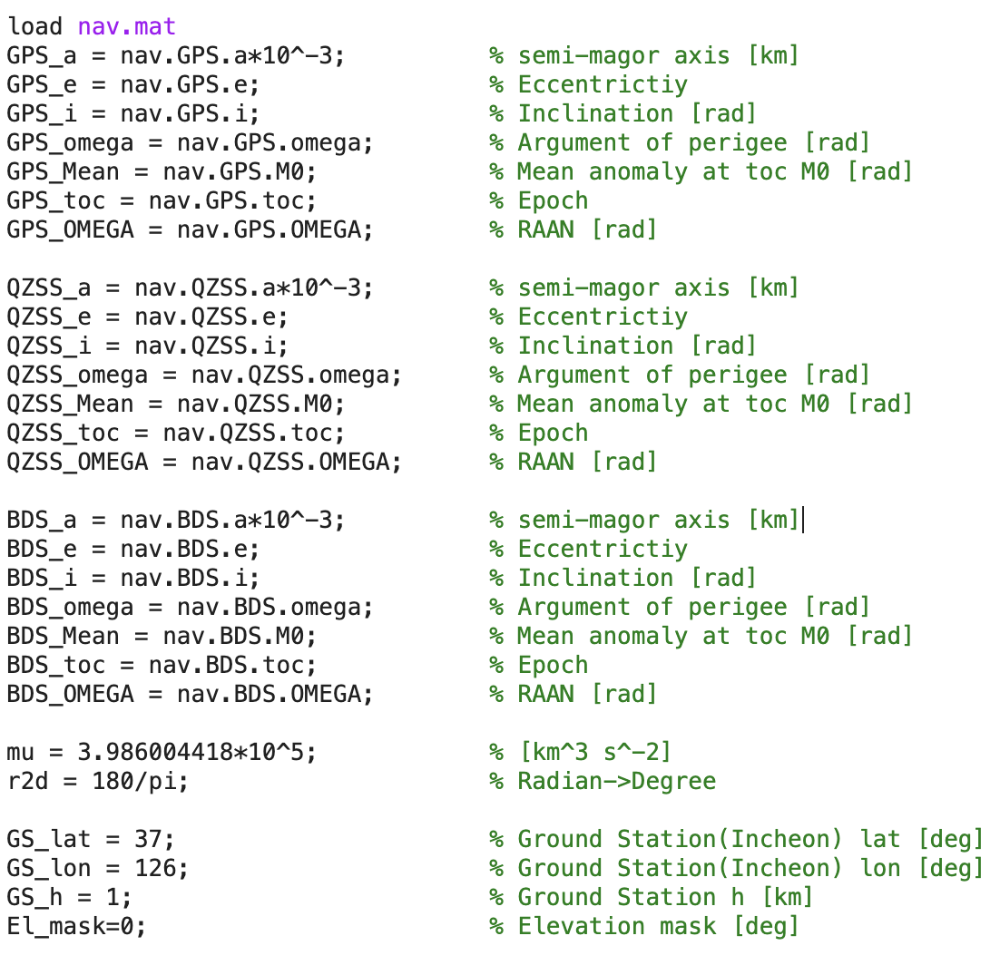 load nav.mat
GPS_a = nav.GPS.a*10^-3; % semi-magor axis [km]
GPS_e = nav.GPS.e; % Eccentrictiy
GPS_i = nav.GPS.i; % Inclination [rad]
GPS_omega = nav.GPS.omega; % Argument of perigee [rad]
GPS_Mean = nav.GPS.M0; % Mean anomaly at toc M0 [rad]
GPS_toc = nav.GPS.toc; % Epoch
GPS_OMEGA = nav.GPS.OMEGA; % RAAN [rad]
QZSS_a = nav.QZSS.a*10^-3; % semi-magor axis [km]
QZSS_e = nav.QZSS.e; % Eccentrictiy
QZSS_i = nav.QZSS.i; % Inclination [rad]
QZSS_omega = nav.QZSS.omega; % Argument of perigee [rad]
QZSS_Mean = nav.QZSS.M0; % Mean anomaly at toc M0 [rad]
QZSS_toc = nav.QZSS.toc; % Epoch
QZSS_OMEGA = nav.QZSS.OMEGA; % RAAN [rad]
BDS_a = nav.BDS.a*10^-3; % semi-magor axis [km]
BDS_e = nav.BDS.e; % Eccentrictiy
BDS_i = nav.BDS.i; % Inclination [rad]
BDS_omega = nav.BDS.omega; % Argument of perigee [rad]
BDS_Mean = nav.BDS.M0; % Mean anomaly at toc M0 [rad]
BDS_toc = nav.BDS.toc; % Epoch
BDS_OMEGA = nav.BDS.OMEGA; % RAAN [rad]
mu = 3.986004418*10^5; % [km^3 s^-2]
r2d = 180/pi; % Radian->Degree
GS_lat = 37; % Ground Station(Incheon) lat [deg]
GS_lon = 126; % Ground Station(Incheon) lon [deg]
GS_h = 1; % Ground Station h [km]
El_mask=0; % Elevation mask [deg]